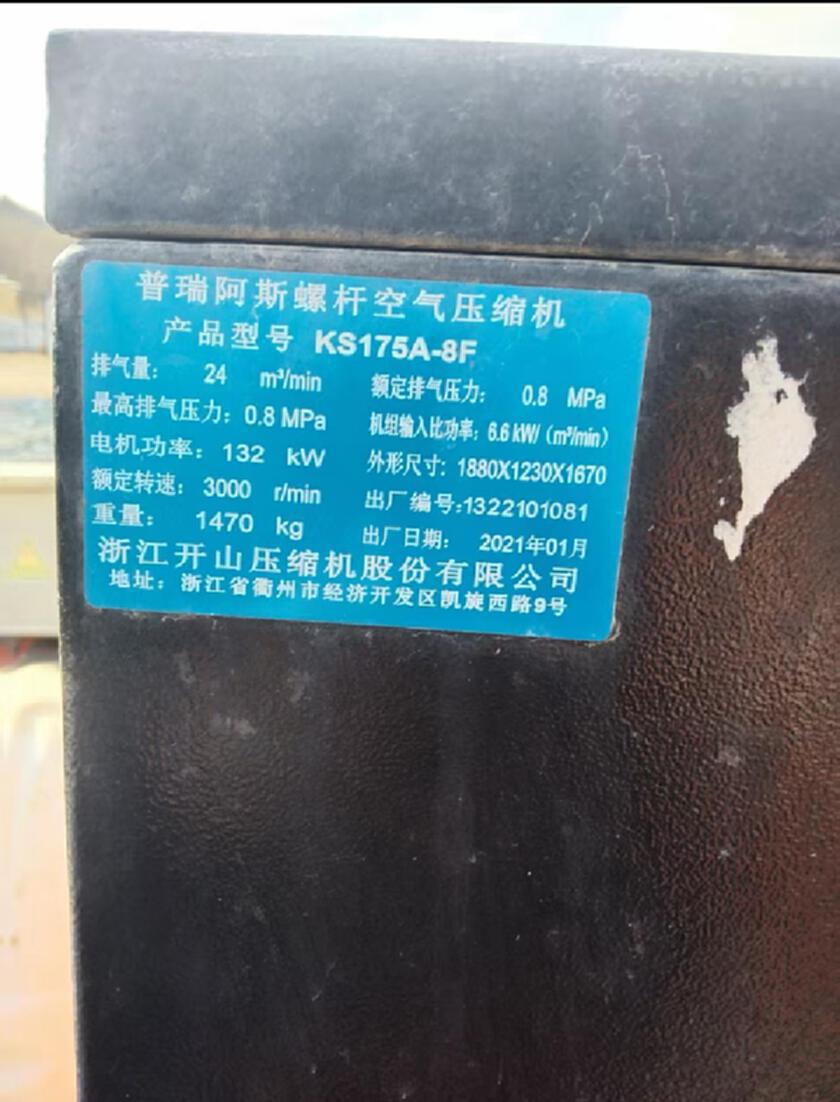 普瑞阿斯螺杆空气压缩机
产品型号 KS175A-8F
排气量: 24 m³/min 额定排气压力: 0.8 MPa
最高排气压力: 0.8 MPa 机组输入比功率: 6.6 kW/(m³/min)
电机功率: 132 kW 外形尺寸: 1880X1230X1670
额定转速: 3000 r/min 出厂编号:1322101081
重量: 1470 kg 出厂日期: 2021年01月
浙江开山压缩机股份有限公司
地址: 浙江省衢州市经济开发区凯旋西路9号